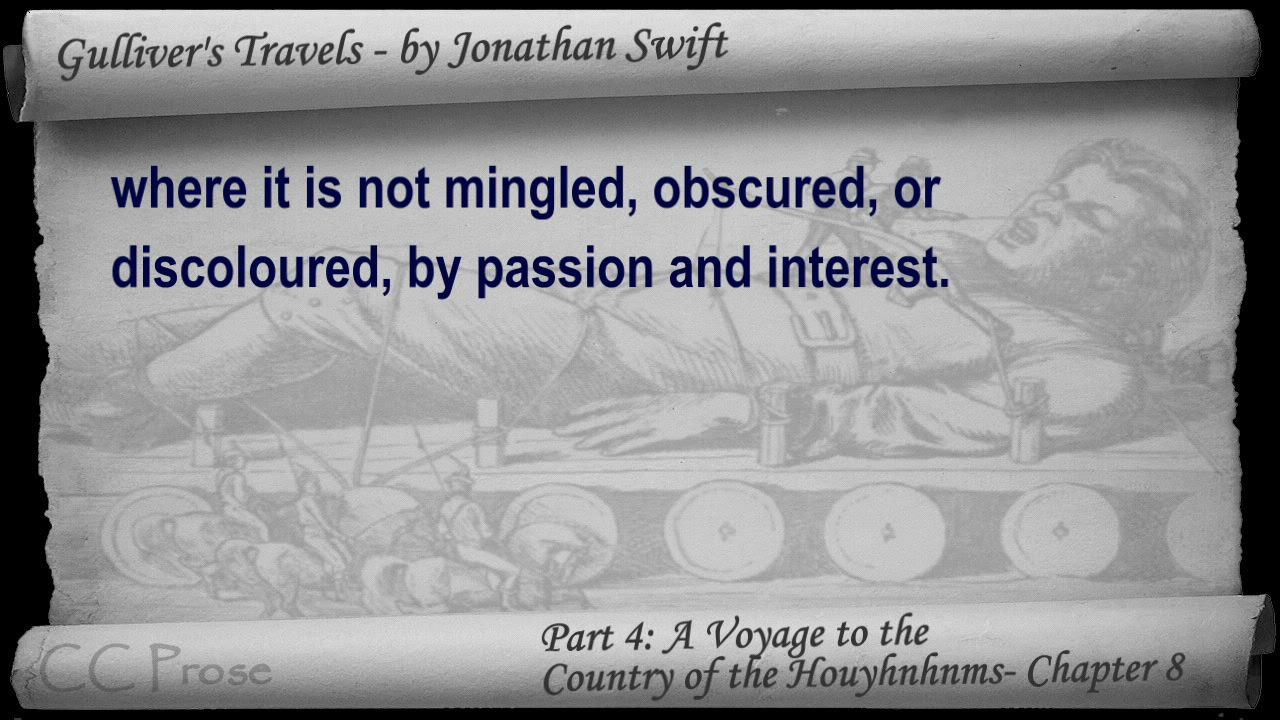 Gulliver's Travels - by Jonathan Swift
where it is not mingled, obscured, or
discoloured, by passion and interest.
Part 4: A Voyage to the
Country of the Houyhnhnms- Chapter 8
CC Prose